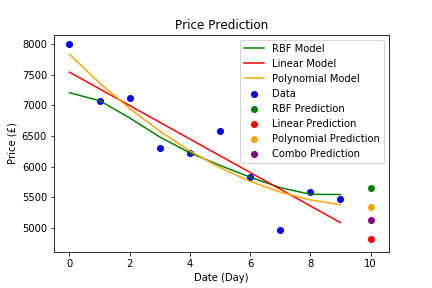 Price Prediction
8000
7500
7000
6500
6000
5500
5000
Price (£)
RBF Model
Linear Model
Polynomial Model
Data
RBF Prediction
Linear Prediction
Polynomial Prediction
Combo Prediction
0 2 4 6 8 10
Date (Day)